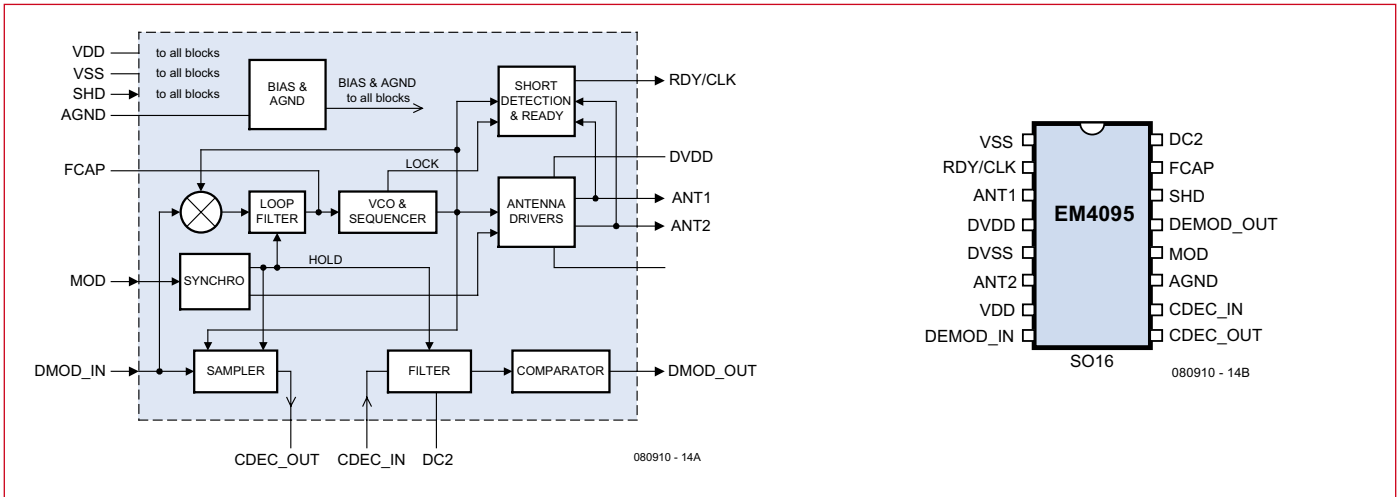 VDD
to all blocks
VSS
to all blocks
SHD
to all blocks
AGND
BIAS &
AGND
BIAS & AGND
to all blocks
SHORT
DETECTION
& READY
RDY/CLK
FCAP
LOCK
DVDD
LOOP
FILTER
VCO &
SEQUENCER
ANTENNA
DRIVERS
ANT1
ANT2
MOD
SYNCHRO
HOLD
DMOD_IN
SAMPLER
FILTER
COMPARATOR
DMOD_OUT
CDEC_OUT
CDEC_IN
DC2
080910 - 14A
VSS
RDY/CLK
ANT1
DVDD
DVSS
ANT2
VDD
DEMOD_IN
EM4095
DC2
FCAP
SHD
DEMOD_OUT
MOD
AGND
CDEC_IN
CDEC_OUT
SO16
080910 - 14B